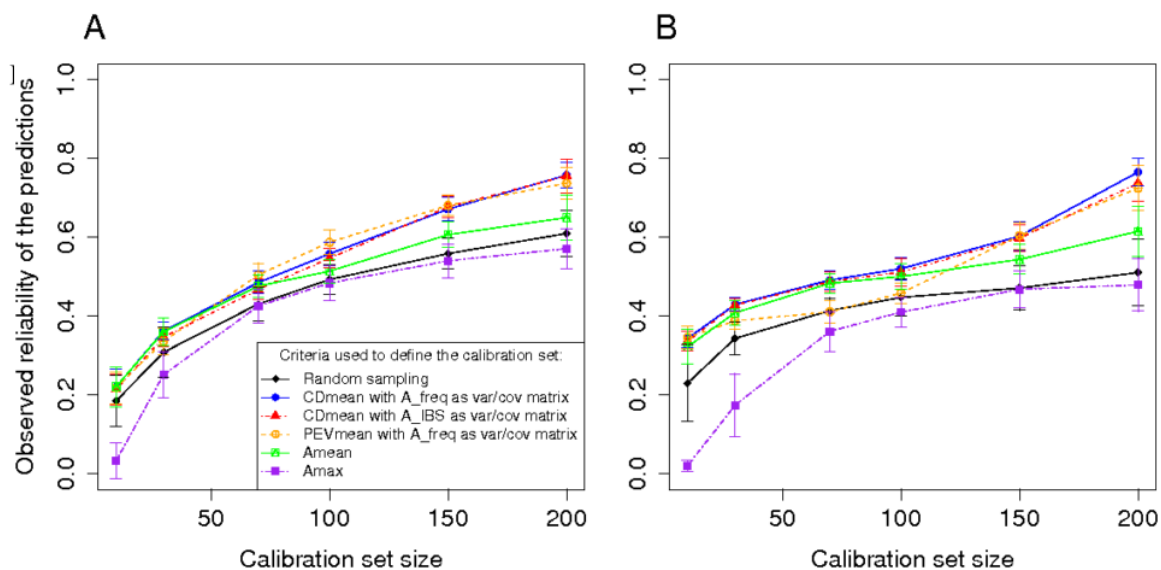 A
B
]
Observed reliability of the predictions
1.0
0.8
0.6
0.4
0.2
0.0
Criteria used to define the calibration set:
Random sampling
CDmean with A_freq as var/cov matrix
CDmean with A_IBS as var/cov matrix
PEVmean with A_freq as var/cov matrix
Amean
Amax
50
100
150
200
Calibration set size
1.0
0.8
0.6
0.4
0.2
0.0
50
100
150
200
Calibration set size